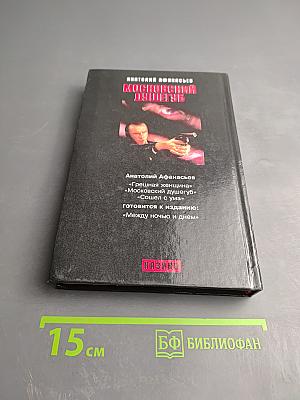 АНАТОЛИЙ АФАНАСЬЕВ
МОСКОВСКИЙ
ДУШЕГУБ
Анатолий Афанасьев
«Грешная женщина»
«Московский душегуб»
«Сошел с ума»
готовится к изданию:
«Между ночью и днем»
15 см
БФ БИБЛИОФАН